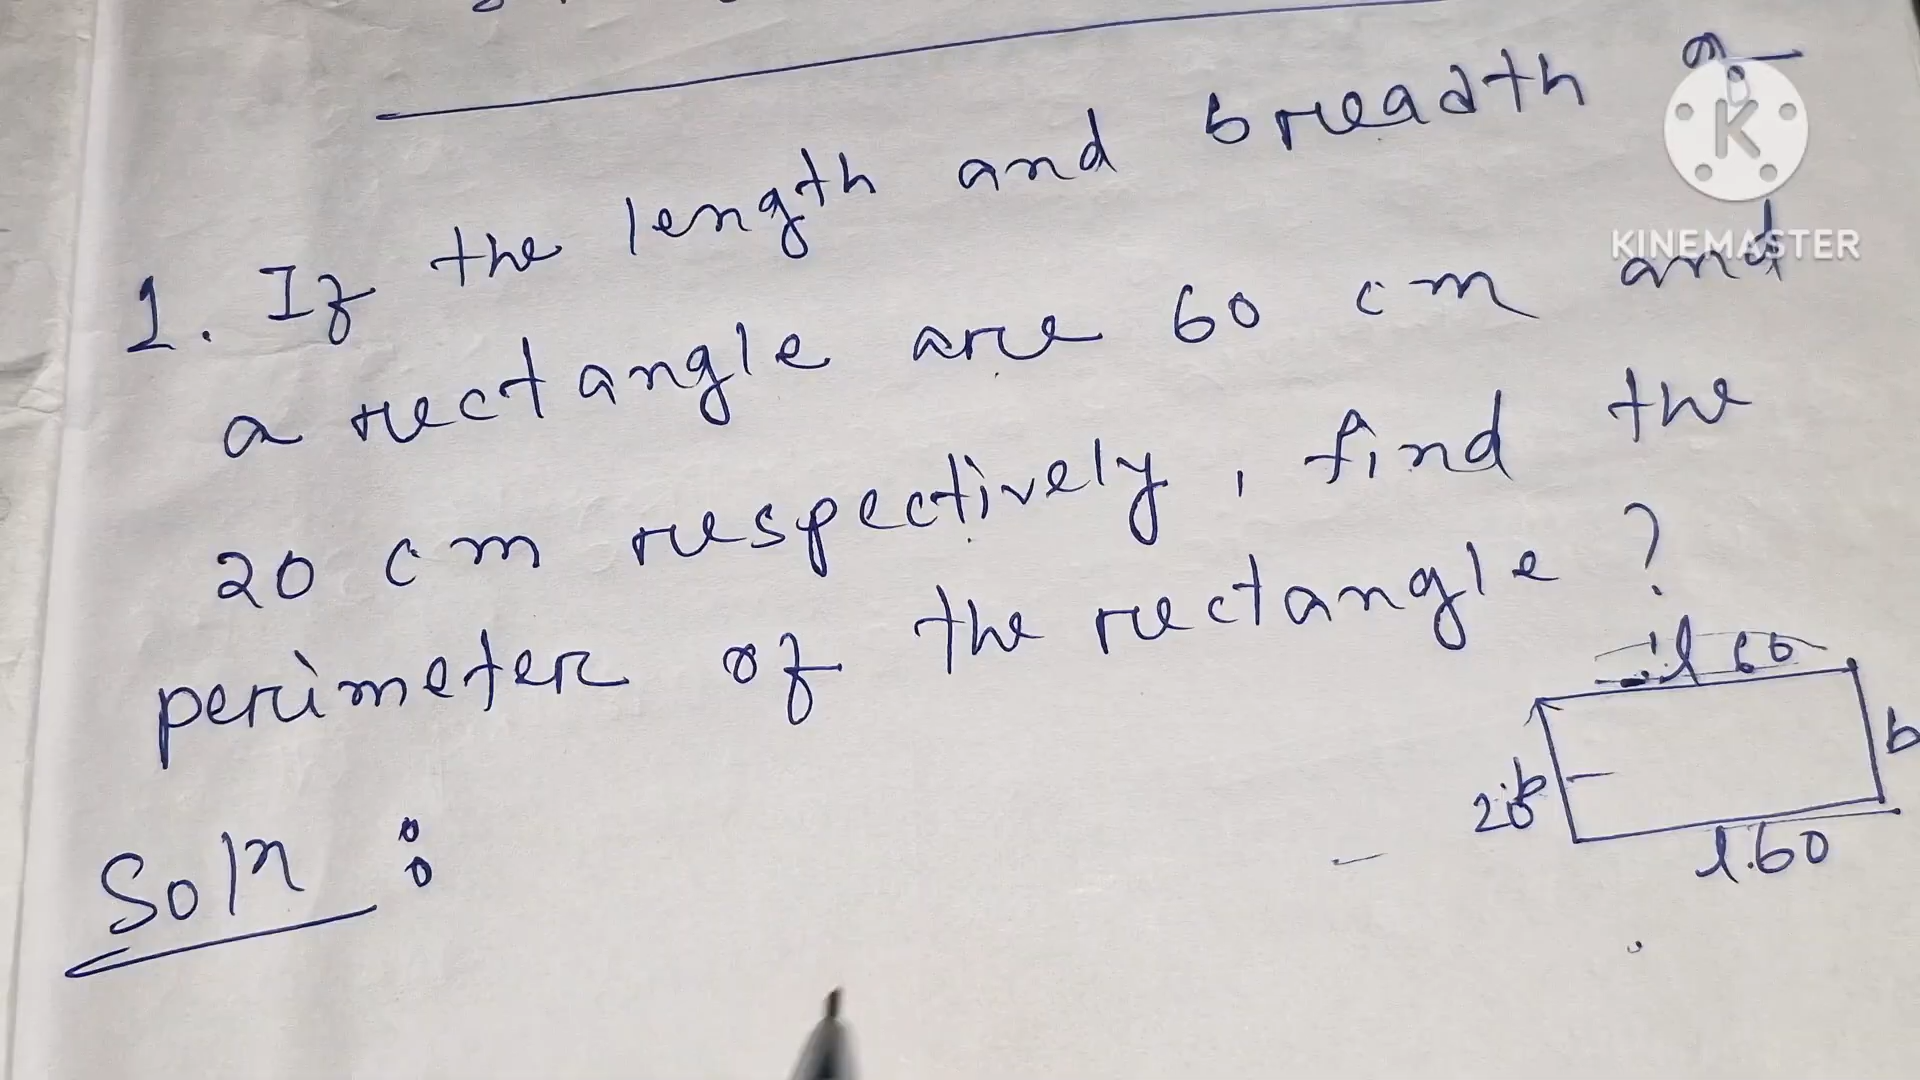 1. If the length and breadth of
a rectangle are 60 cm and
20 cm respectively, find the
perimeter of the rectangle ?
l 60
b
20 b
l. 60
Soln :
KINEMASTER